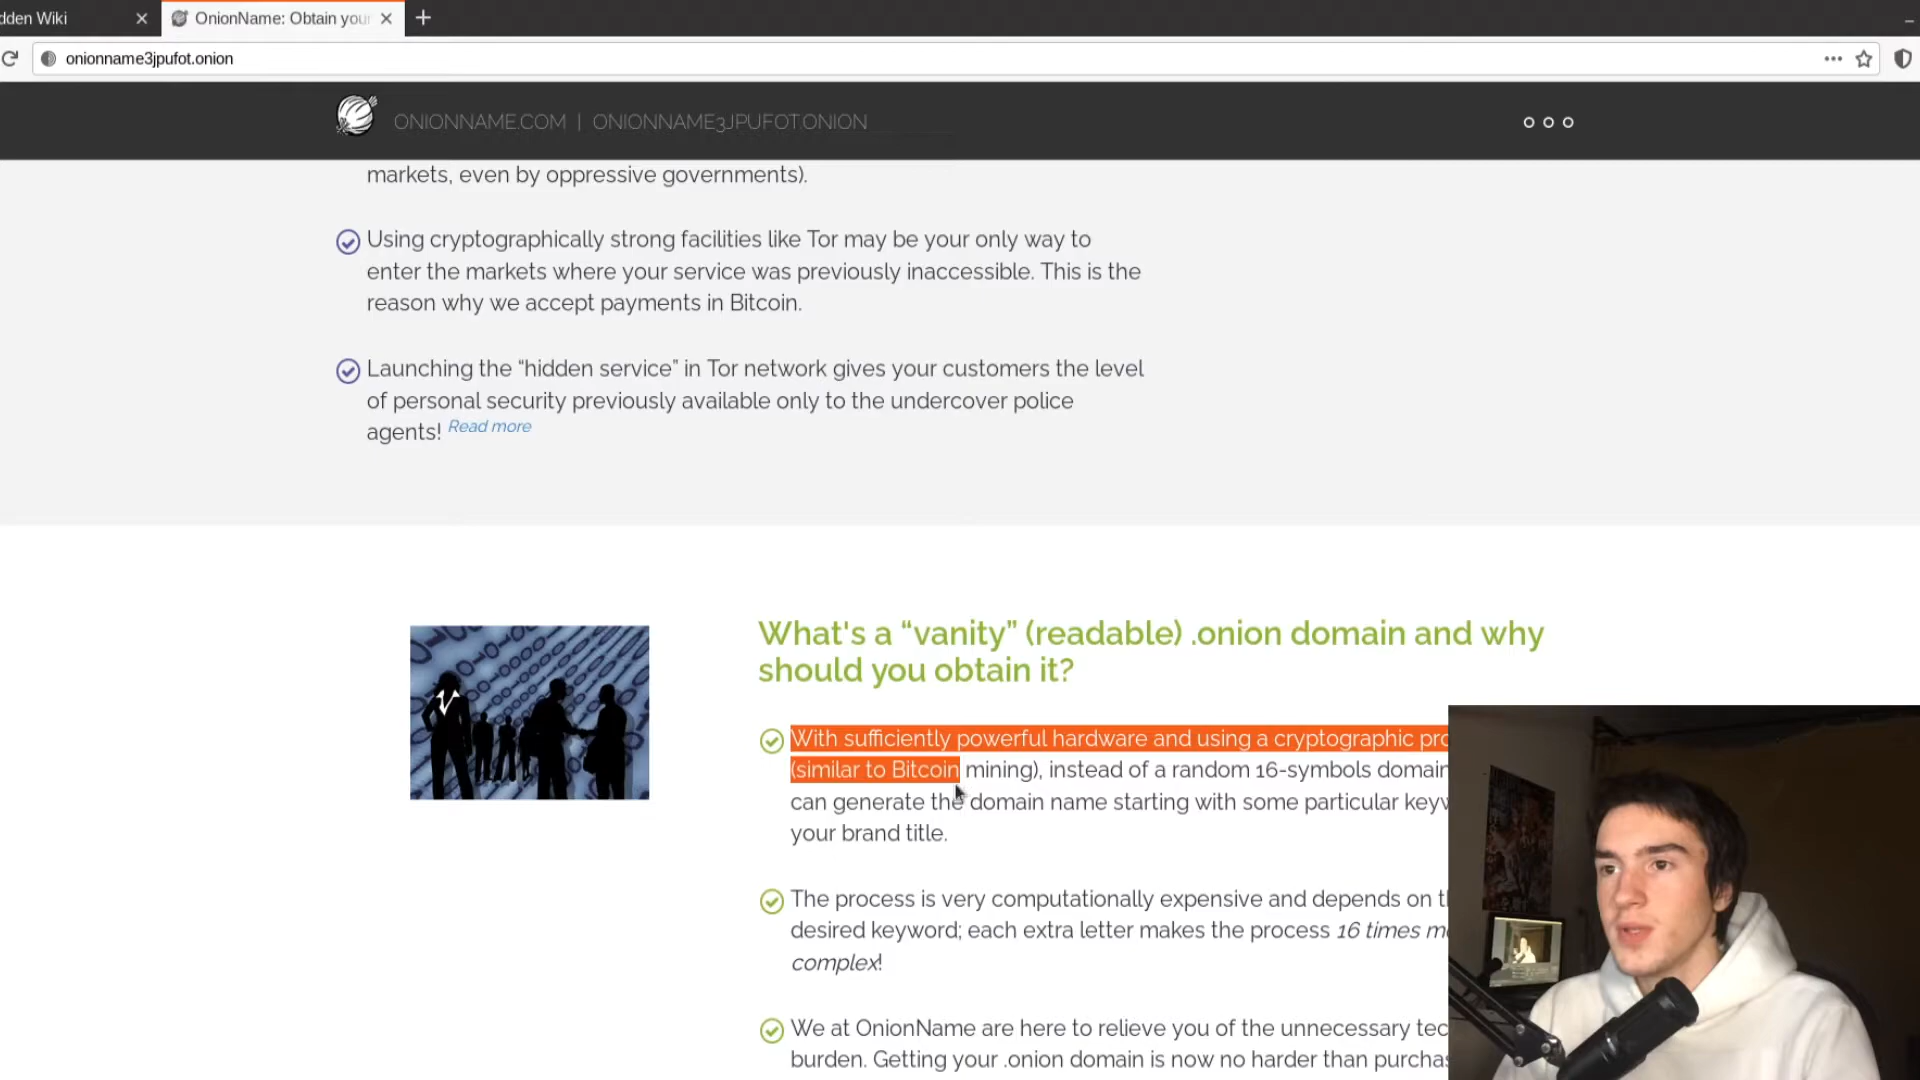 dden Wiki
OnionName: Obtain you
onionname3jpufot.onion
ONIONNAME.COM | ONIONNAME3JPUFOT.ONION
markets, even by oppressive governments).
Using cryptographically strong facilities like Tor may be your only way to
enter the markets where your service was previously inaccessible. This is the
reason why we accept payments in Bitcoin.
Launching the “hidden service” in Tor network gives your customers the level
of personal security previously available only to the undercover police
agents! Read more
What's a “vanity” (readable) .onion domain and why
should you obtain it?
With sufficiently powerful hardware and using a cryptographic pro
(similar to Bitcoin mining), instead of a random 16-symbols domain
can generate the domain name starting with some particular keyw
your brand title.
The process is very computationally expensive and depends on th
desired keyword; each extra letter makes the process 16 times mo
complex!
We at OnionName are here to relieve you of the unnecessary tec
burden. Getting your .onion domain is now no harder than purcha